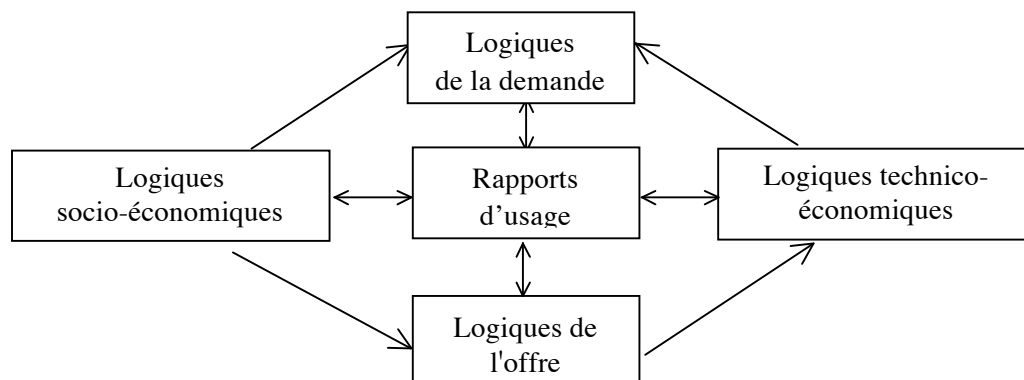 Logiques
de la demande
Logiques
socio-économiques
Rapports
d’usage
Logiques technico-
économiques
Logiques de
l'offre